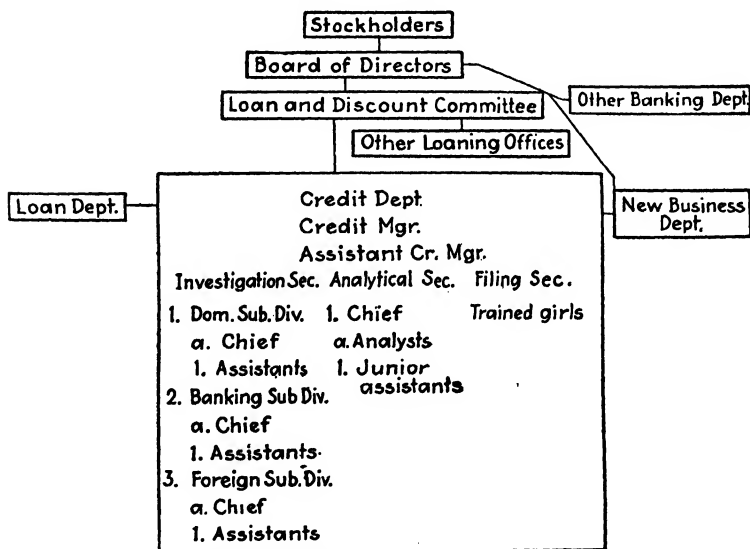 Stockholders
Board of Directors
Other Banking Dept.
Loan and Discount Committee
Other Loaning Offices
Loan Dept.
New Business
Dept.
Credit Dept
Credit Mgr.
Assistant Cr. Mgr.
Investigation Sec. Analytical Sec. Filing Sec.
1. Dom. Sub. Div. 1. Chief Trained girls
a. Chief a. Analysts
1. Assistants 1. Junior
assistants
2. Banking Sub Div.
a. Chief
1. Assistants.
3. Foreign Sub. Div.
a. Chief
1. Assistants